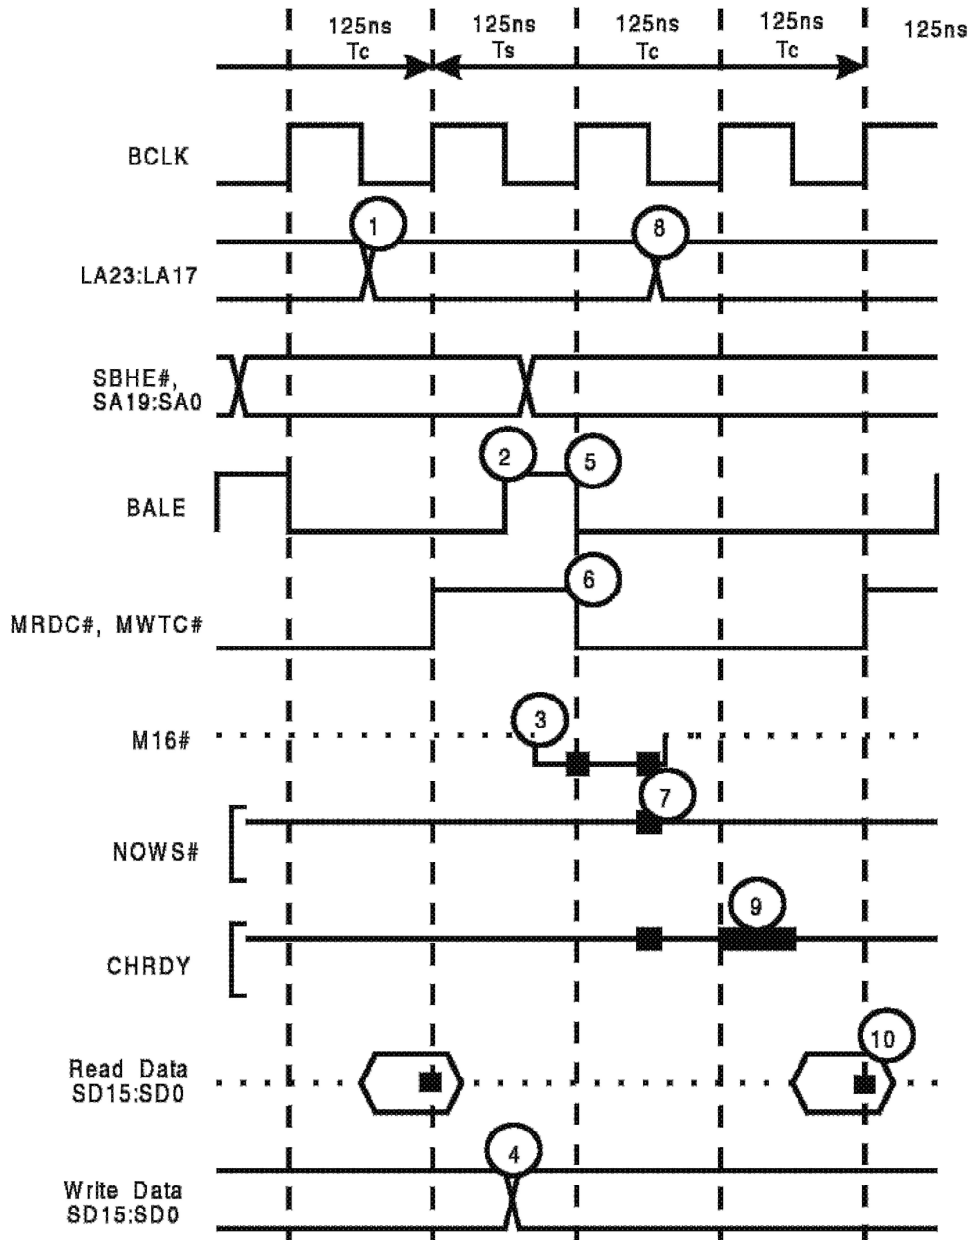 125ns 125ns 125ns 125ns 125ns
Tc Ts Tc Tc
BCLK
1 8
LA23:LA17
SBHE#,
SA19:SA0
2 5
BALE
6
MRDC#, MWTC#
3
M16#
7
NOWS#
9
CHRDY
10
Read Data
SD15:SD0
4
Write Data
SD15:SD0